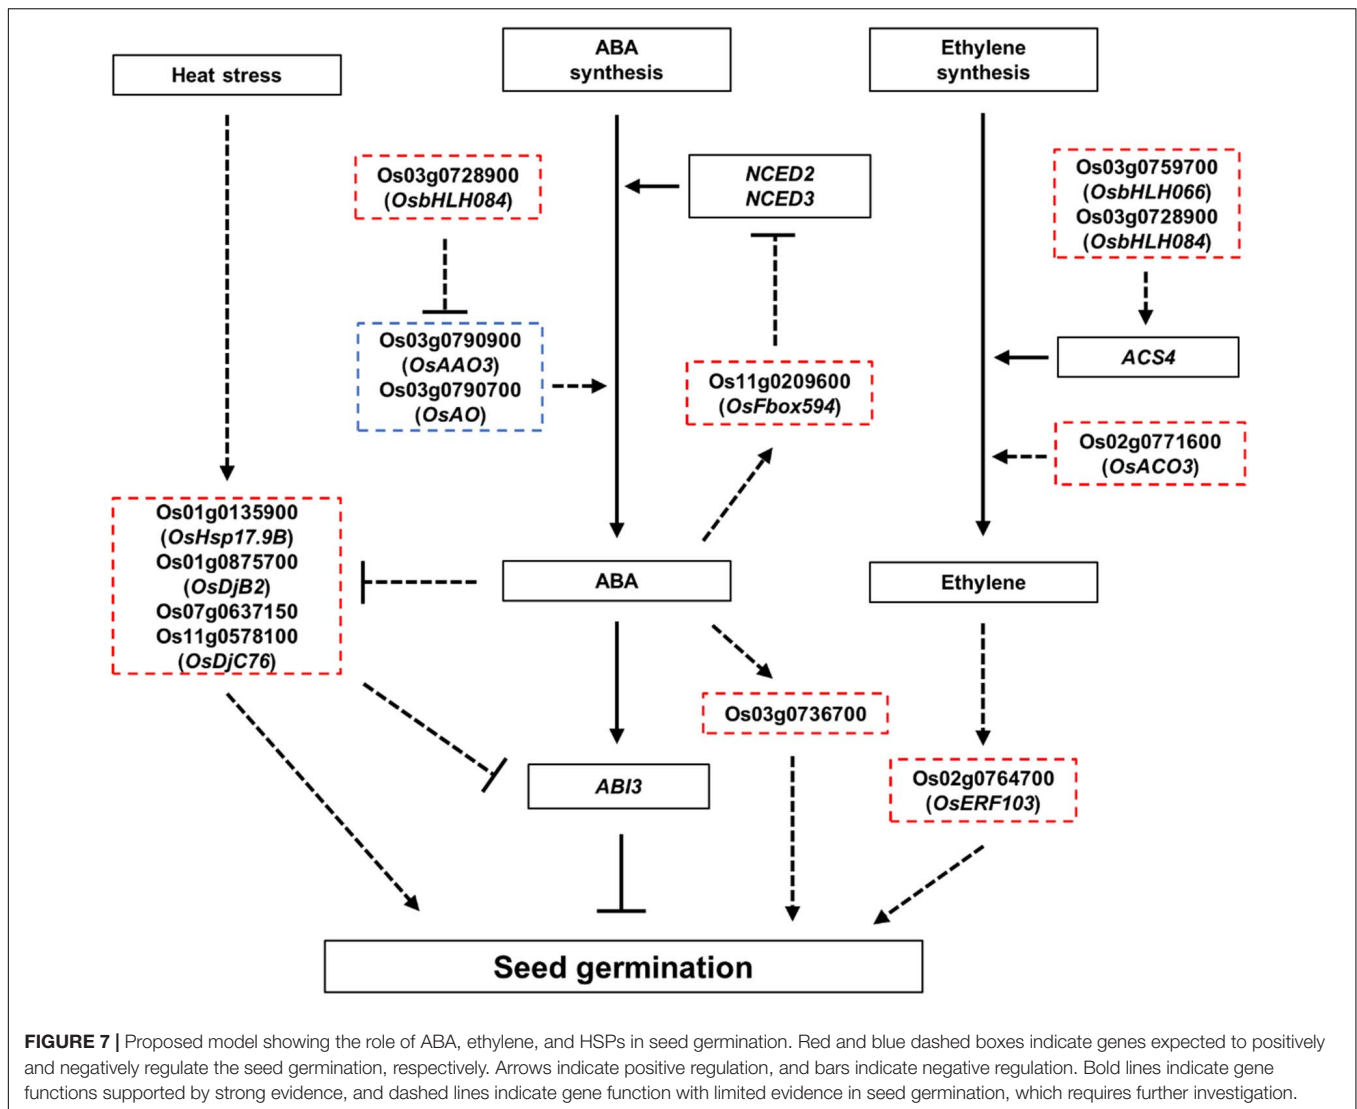 Heat stress
ABA
synthesis
Ethylene
synthesis
Os03g0728900
(OsbHLH084)
NCED2
NCED3
Os03g0759700
(OsbHLH066)
Os03g0728900
(OsbHLH084)
Os03g0790900
(OsAAO3)
Os03g0790700
(OsAO)
Os11g0209600
(OsFbox594)
ACS4
Os02g0771600
(OsACO3)
Os01g0135900
(OsHsp17.9B)
Os01g0875700
(OsDjB2)
Os07g0637150
Os11g0578100
(OsDjC76)
ABA
Ethylene
Os03g0736700
ABI3
Os02g0764700
(OsERF103)
Seed germination
FIGURE 7 | Proposed model showing the role of ABA, ethylene, and HSPs in seed germination. Red and blue dashed boxes indicate genes expected to positively
and negatively regulate the seed germination, respectively. Arrows indicate positive regulation, and bars indicate negative regulation. Bold lines indicate gene
functions supported by strong evidence, and dashed lines indicate gene function with limited evidence in seed germination, which requires further investigation.